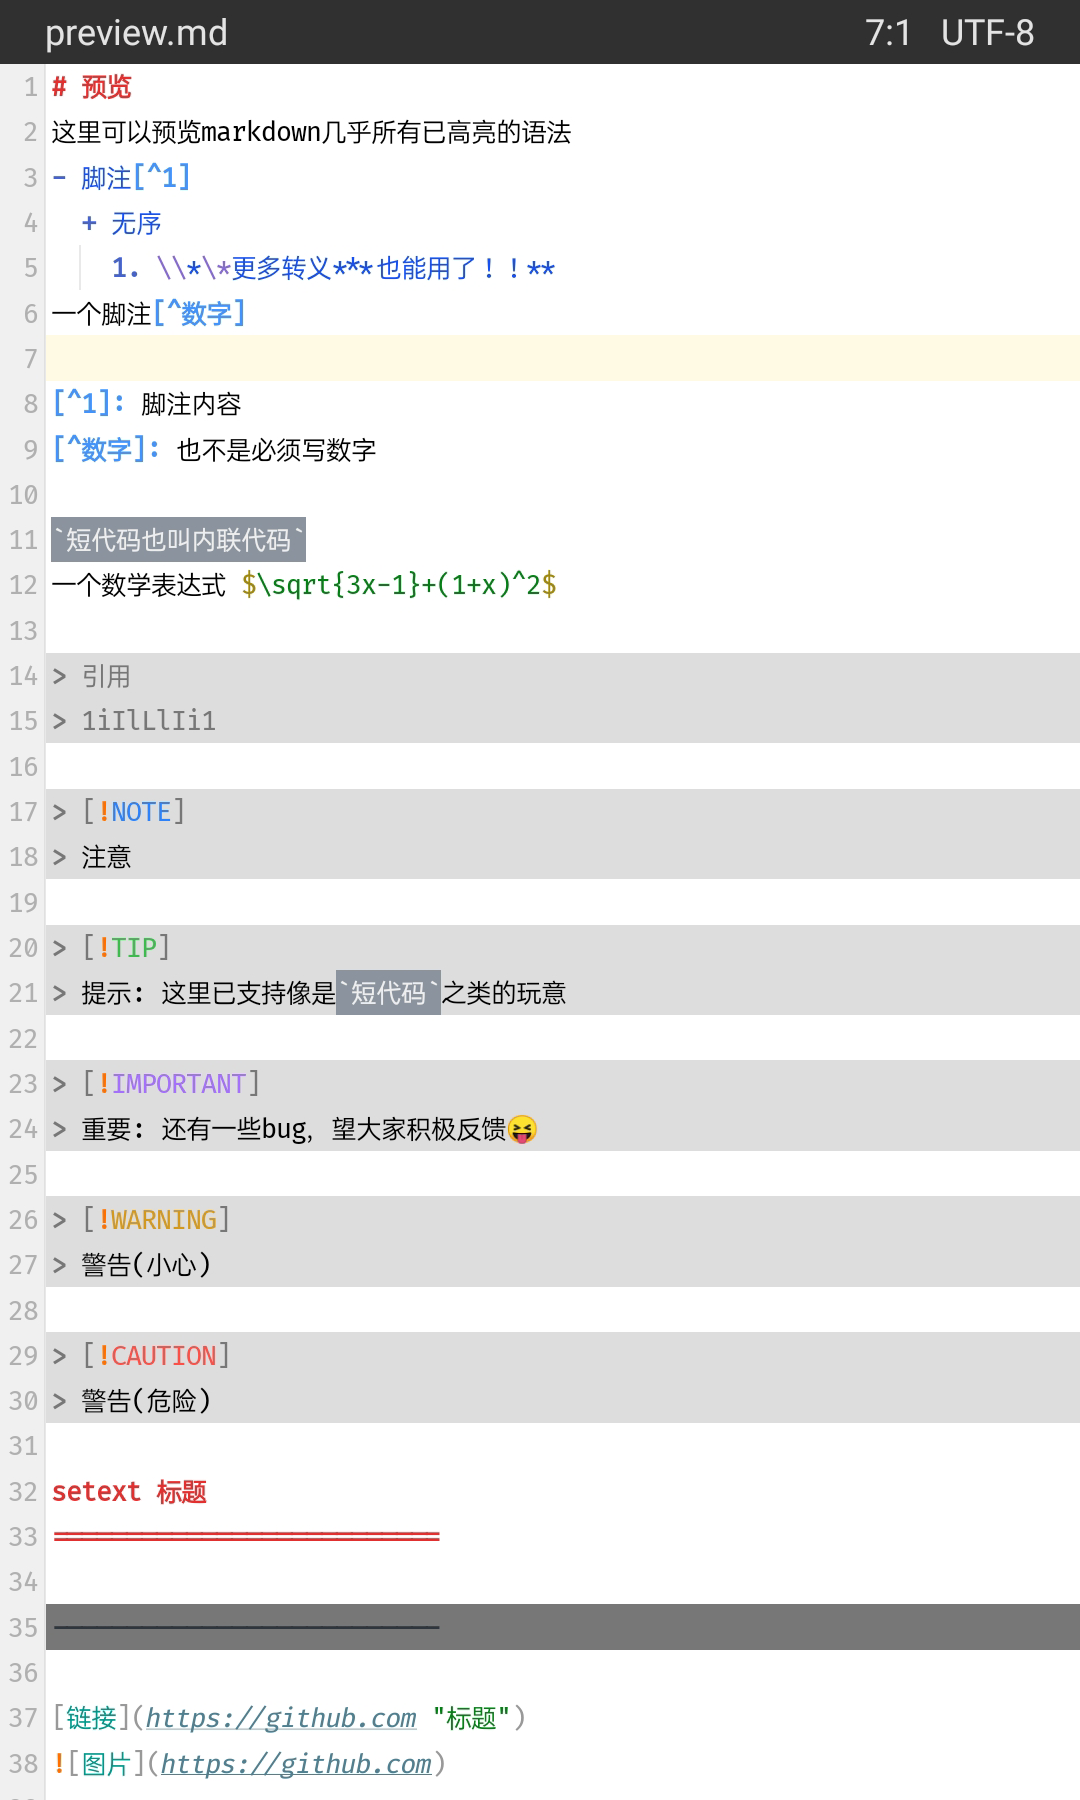 preview.md 7:1 UTF-8
1 # 预览
2 这里可以预览markdown几乎所有已高亮的语法
3 - 脚注[^1]
4 + 无序
5 1. \\*\*更多转义***也能用了！！**
6 一个脚注[^数字]
7
8 [^1]: 脚注内容
9 [^数字]: 也不是必须写数字
10
11 `短代码也叫内联代码`
12 一个数学表达式 $\sqrt{3x-1}+(1+x)^2$
13
14 > 引用
15 > 1iIlLlIi1
16
17 > [!NOTE]
18 > 注意
19
20 > [!TIP]
21 > 提示: 这里已支持像是`短代码`之类的玩意
22
23 > [!IMPORTANT]
24 > 重要: 还有一些bug, 望大家积极反馈😝
25
26 > [!WARNING]
27 > 警告(小心)
28
29 > [!CAUTION]
30 > 警告(危险)
31
32 setext 标题
33 ==========================
34
35 --------------------------
36
37 [链接](https://github.com "标题")
38 ![图片](https://github.com)